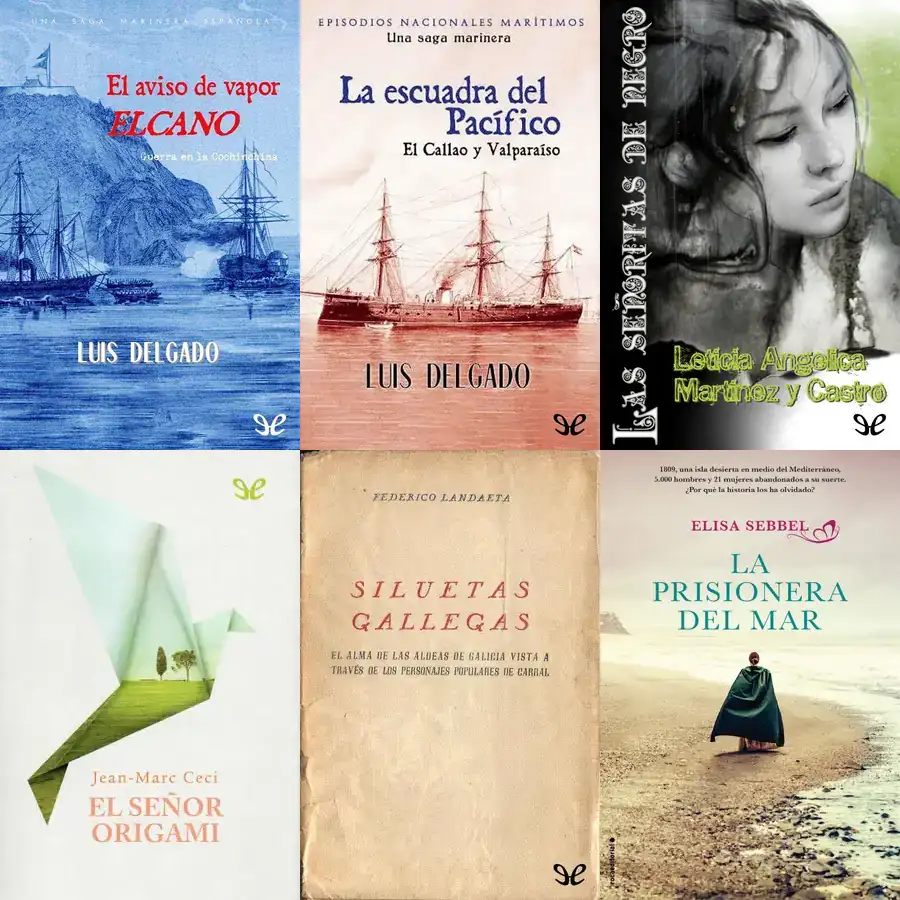 UNA SAGA MARINERA ESPAÑOLA
El aviso de vapor
ELCANO
Guerra en la Cochinchina
LUIS DELGADO
EPISODIOS NACIONALES MARÍTIMOS
Una saga marinera
La escuadra del
Pacífico
El Callao y Valparaíso
LUIS DELGADO
LAS SEÑORITAS DE NEGRO
Leticia Angelica
Martínez y Castro
Jean-Marc Ceci
EL SEÑOR
ORIGAMI
FEDERICO LANDAETA
SILUETAS
GALLEGAS
EL ALMA DE LAS ALDEAS DE GALICIA VISTA A
TRAVÉS DE LOS PERSONAJES POPULARES DE CARRAL
1809, una isla desierta en medio del Mediterráneo,
5.000 hombres y 21 mujeres abandonados a su suerte.
¿Por qué la historia los ha olvidado?
ELISA SEBBEL
LA
PRISIONERA
DEL MAR
rocaeditorial